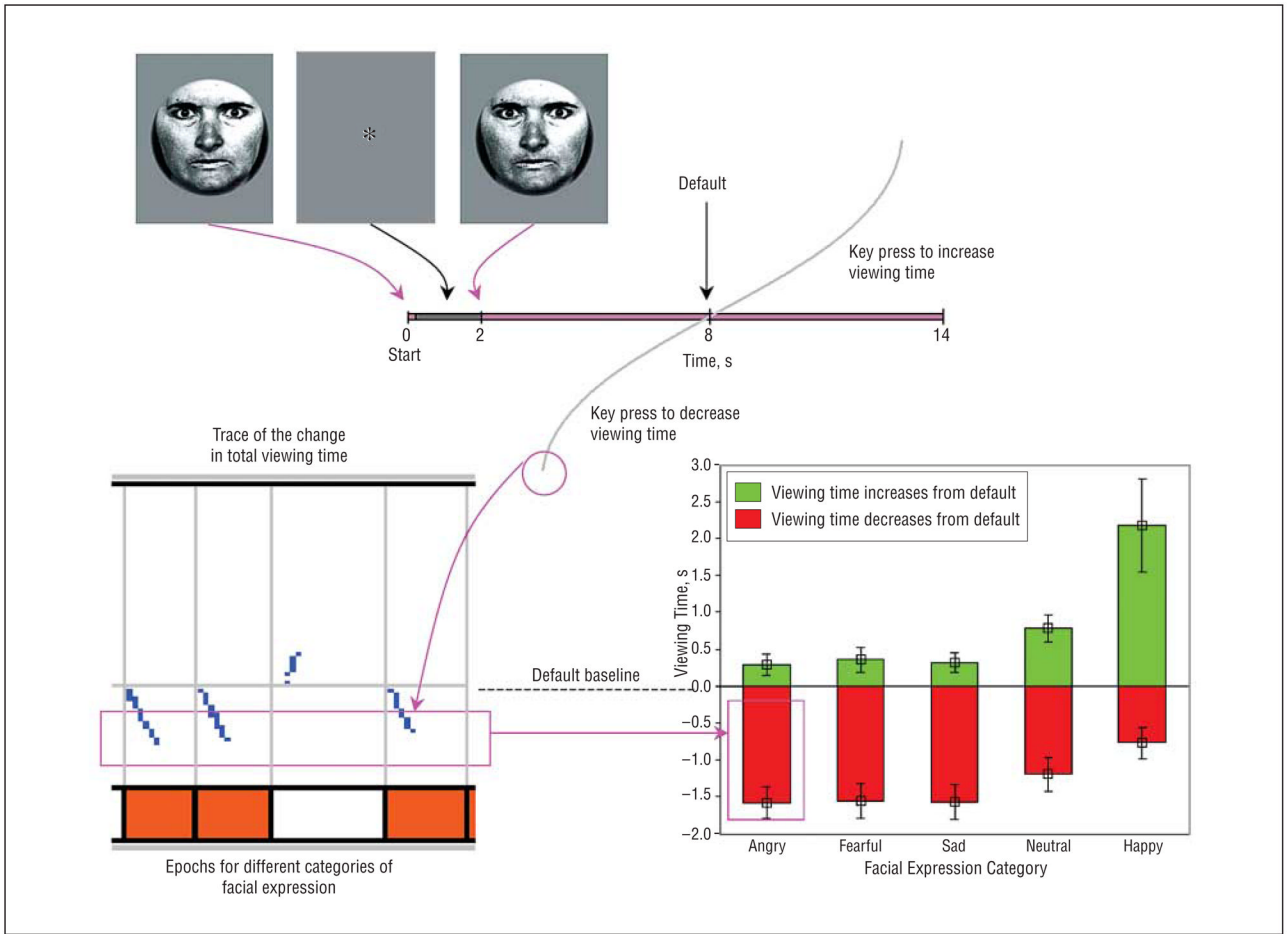 *
Default
Key press to increase
viewing time
0
2
8
14
Start
Time, s
Key press to decrease
viewing time
Trace of the change
in total viewing time
Default baseline
Epochs for different categories of
facial expression
Viewing time increases from default
Viewing time decreases from default
Viewing Time, s
3.0
2.5
2.0
1.5
1.0
0.5
0.0
−0.5
−1.0
−1.5
−2.0
Angry
Fearful
Sad
Neutral
Happy
Facial Expression Category